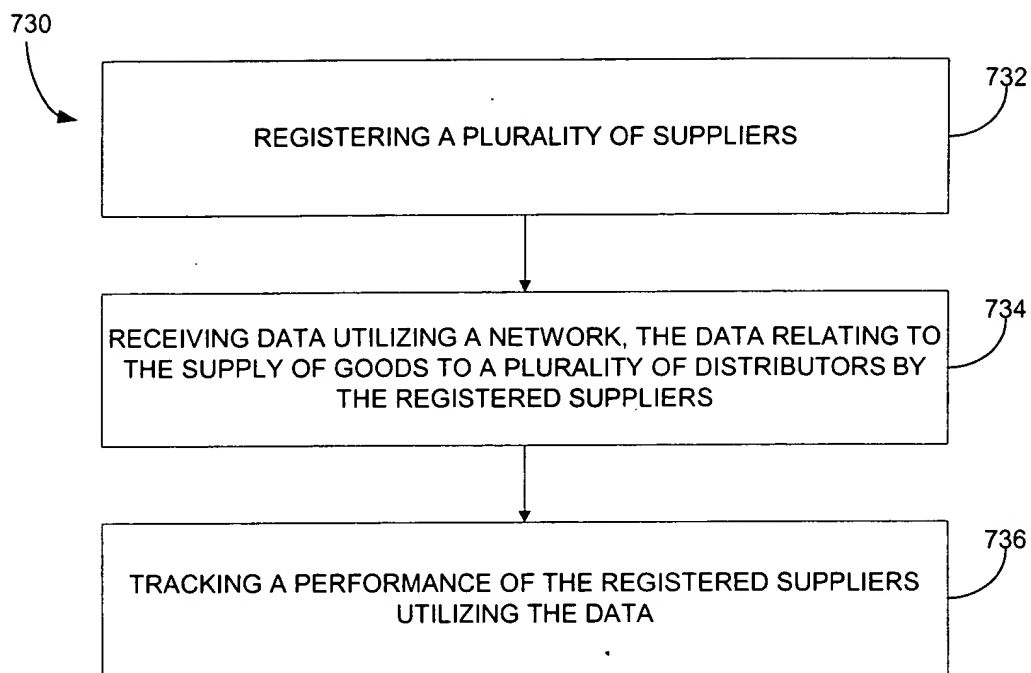 730
732
REGISTERING A PLURALITY OF SUPPLIERS
734
RECEIVING DATA UTILIZING A NETWORK, THE DATA RELATING TO
THE SUPPLY OF GOODS TO A PLURALITY OF DISTRIBUTORS BY
THE REGISTERED SUPPLIERS
736
TRACKING A PERFORMANCE OF THE REGISTERED SUPPLIERS
UTILIZING THE DATA